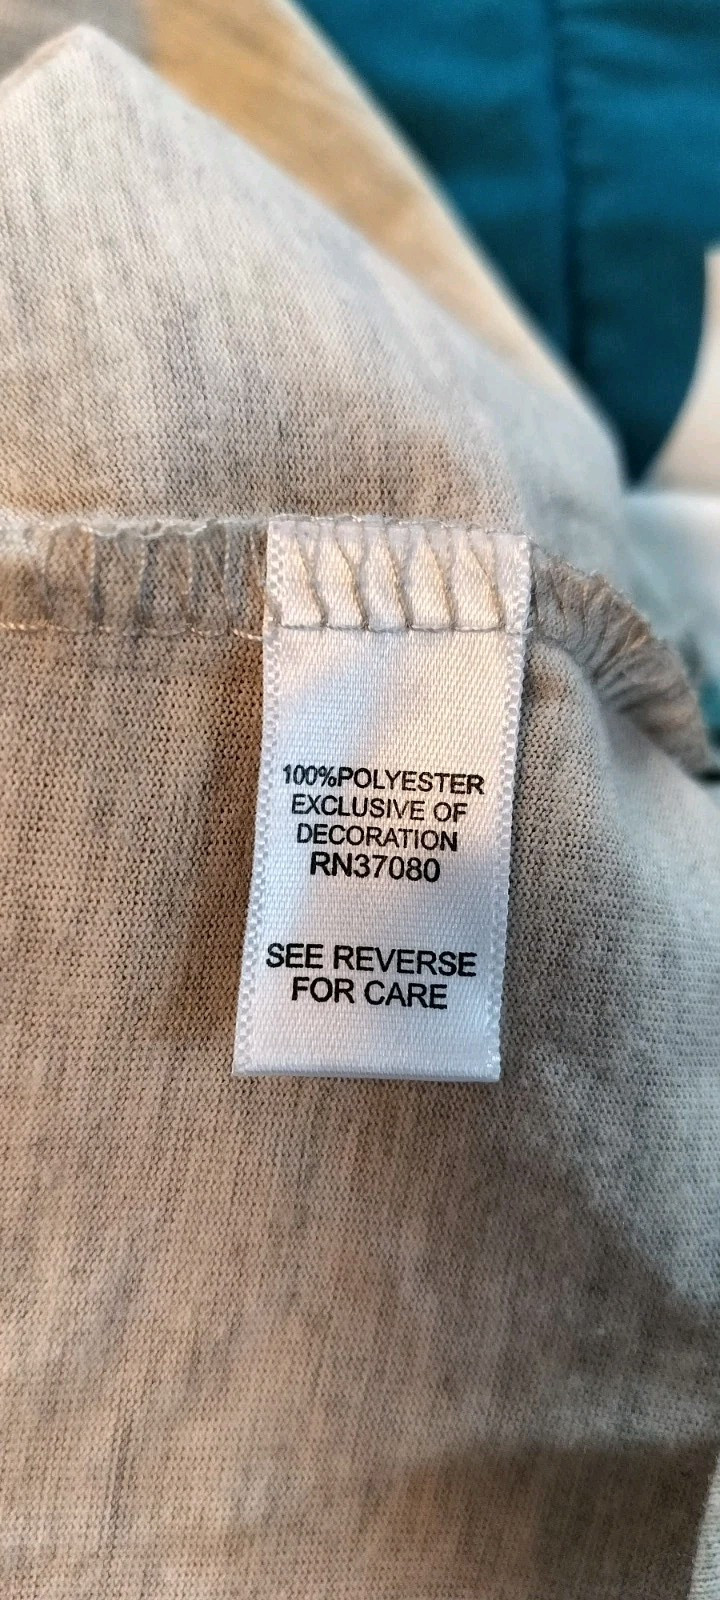 100%POLYESTER
EXCLUSIVE OF
DECORATION
RN37080
SEE REVERSE
FOR CARE